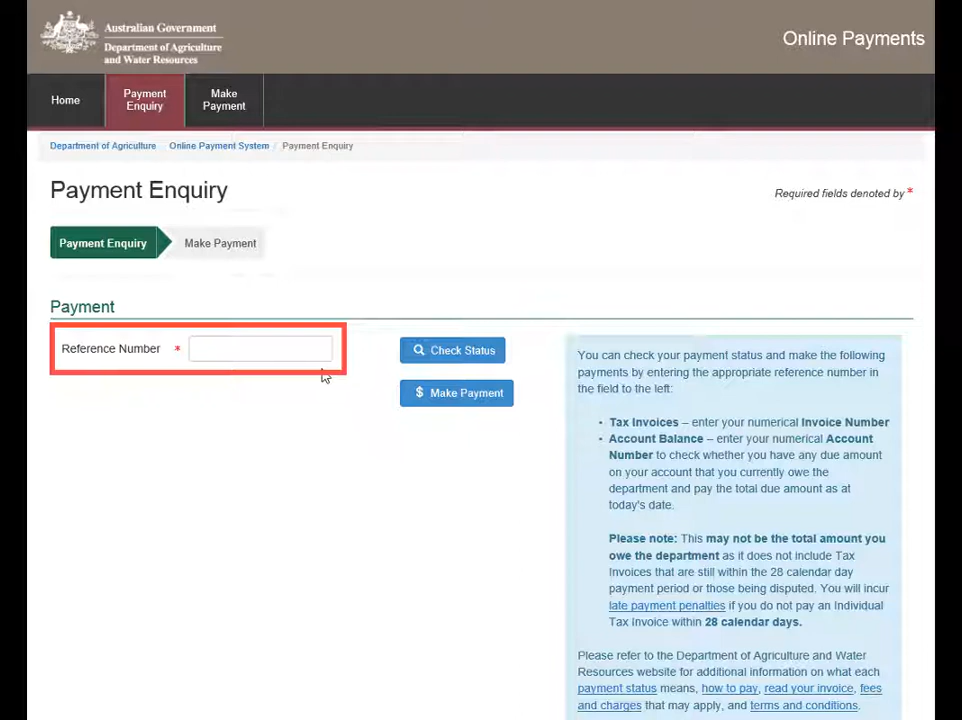 Australian Government
Department of Agriculture
and Water Resources
Online Payments
Home
Payment
Enquiry
Make
Payment
Department of Agriculture Online Payment System / Payment Enquiry
Payment Enquiry
Required fields denoted by *
Payment Enquiry
Make Payment
Payment
Reference Number *
Check Status
$ Make Payment
You can check your payment status and make the following
payments by entering the appropriate reference number in
the field to the left:
• Tax Invoices – enter your numerical Invoice Number
• Account Balance – enter your numerical Account
Number to check whether you have any due amount
on your account that you currently owe the
department and pay the total due amount as at
today's date.
Please note: This may not be the total amount you
owe the department as it does not include Tax
Invoices that are still within the 28 calendar day
payment period or those being disputed. You will incur
late payment penalties if you do not pay an Individual
Tax Invoice within 28 calendar days.
Please refer to the Department of Agriculture and Water
Resources website for additional information on what each
payment status means, how to pay, read your invoice, fees
and charges that may apply, and terms and conditions.